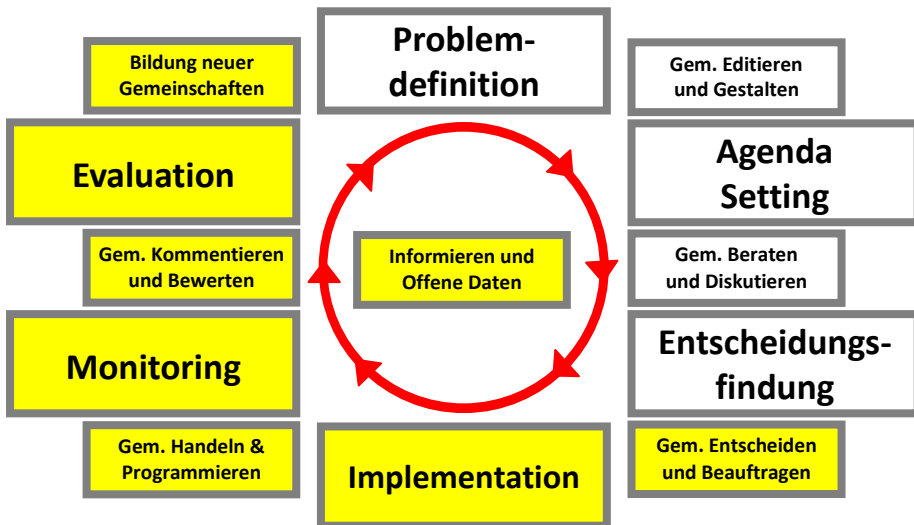 Problem-
definition
Gem. Editieren
und Gestalten
Agenda
Setting
Gem. Beraten
und Diskutieren
Entscheidungs-
findung
Gem. Entscheiden
und Beauftragen
Implementation
Gem. Handeln &
Programmieren
Monitoring
Gem. Kommentieren
und Bewerten
Evaluation
Bildung neuer
Gemeinschaften
Informieren und
Offene Daten